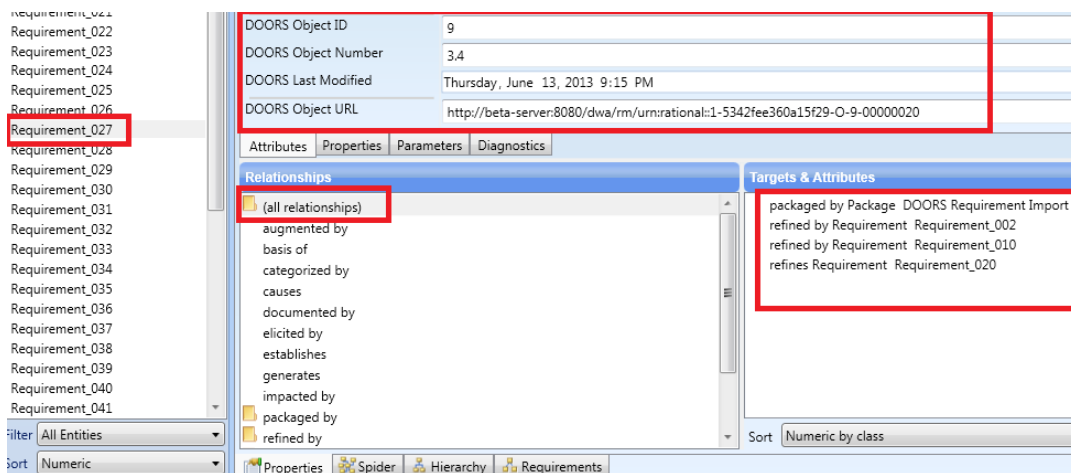 Requirement_021
Requirement_022
Requirement_023
Requirement_024
Requirement_025
Requirement_026
Requirement_027
Requirement_028
Requirement_029
Requirement_030
Requirement_031
Requirement_032
Requirement_033
Requirement_034
Requirement_035
Requirement_036
Requirement_037
Requirement_038
Requirement_039
Requirement_040
Requirement_041
Filter All Entities
Sort Numeric
DOORS Object ID 9
DOORS Object Number 3.4
DOORS Last Modified Thursday, June 13, 2013 9:15 PM
DOORS Object URL http://beta-server:8080/dwa/rm/urn:rational::1-5342fee360a15f29-O-9-00000020
Attributes Properties Parameters Diagnostics
Relationships
(all relationships)
augmented by
basis of
categorized by
causes
documented by
elicited by
establishes
generates
impacted by
packaged by
refined by
Targets & Attributes
packaged by Package DOORS Requirement Import
refined by Requirement Requirement_002
refined by Requirement Requirement_010
refines Requirement Requirement_020
Sort Numeric by class
Properties Spider Hierarchy Requirements